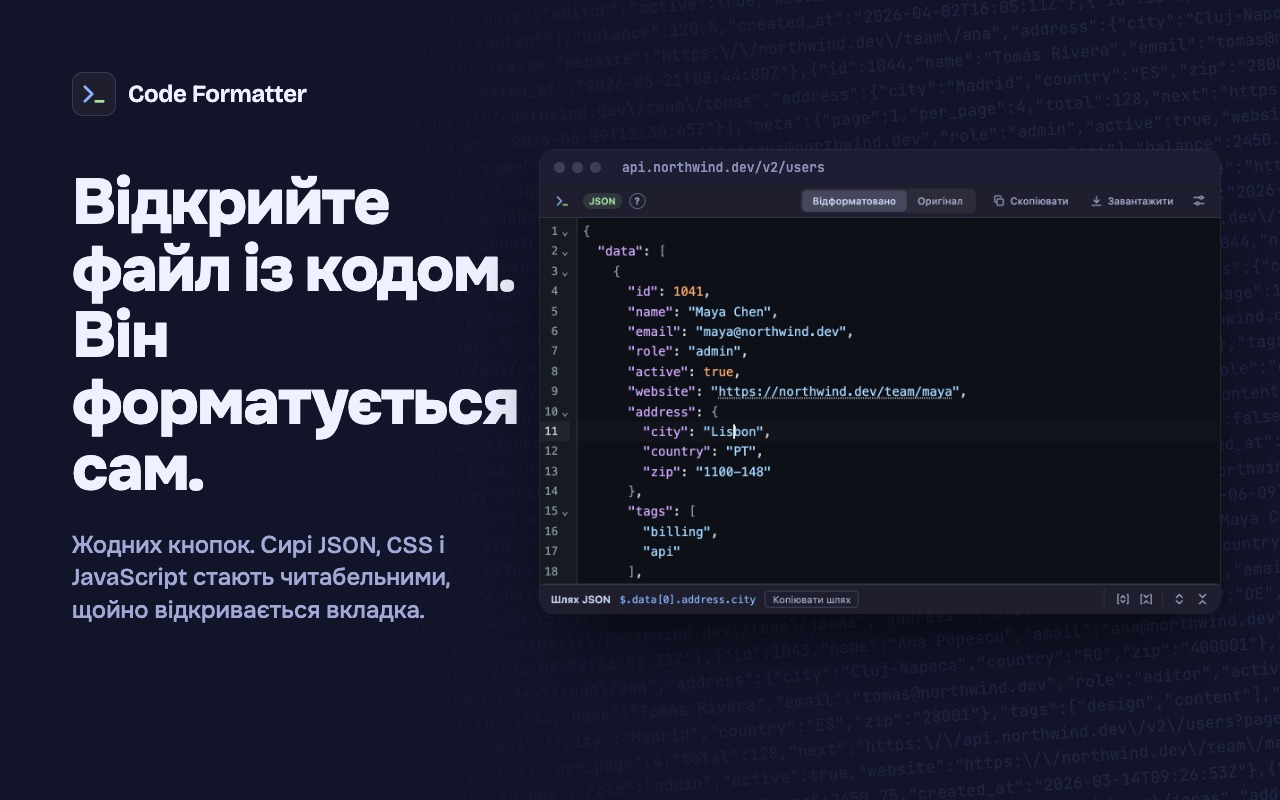 Code Formatter
Відкрийте
файл із кодом.
Він
форматується
сам.
Жодних кнопок. Сирі JSON, CSS і
JavaScript стають читабельними,
щойно відкривається вкладка.
api.northwind.dev/v2/users
JSON ? Відформатовано Оригінал Скопіювати Завантажити
1 {
2 "data": [
3 {
4 "id": 1041,
5 "name": "Maya Chen",
6 "email": "maya@northwind.dev",
7 "role": "admin",
8 "active": true,
9 "website": "https://northwind.dev/team/maya",
10 "address": {
11 "city": "Lisbon",
12 "country": "PT",
13 "zip": "1100-148"
14 },
15 "tags": [
16 "billing",
17 "api"
18 ],
Шлях JSON $.data[0].address.city Копіювати шлях